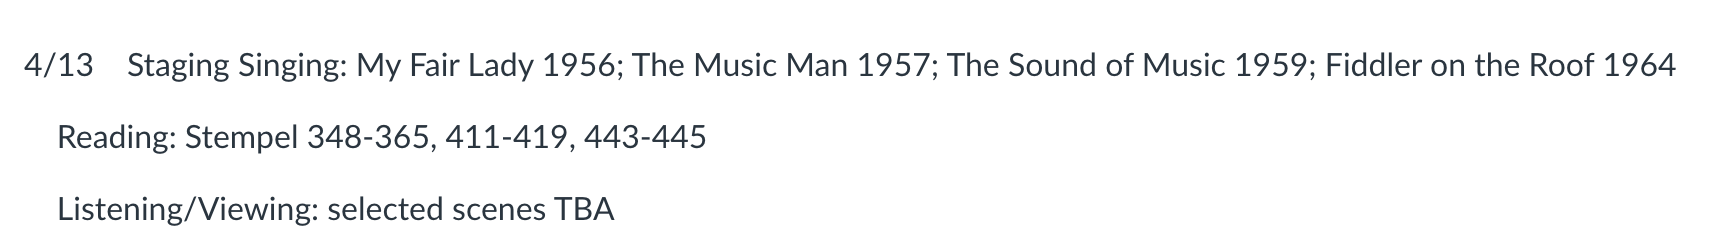 4/13 Staging Singing: My Fair Lady 1956; The Music Man 1957; The Sound of Music 1959; Fiddler on the Roof 1964
Reading: Stempel 348-365, 411-419, 443-445
Listening/Viewing: selected scenes TBA